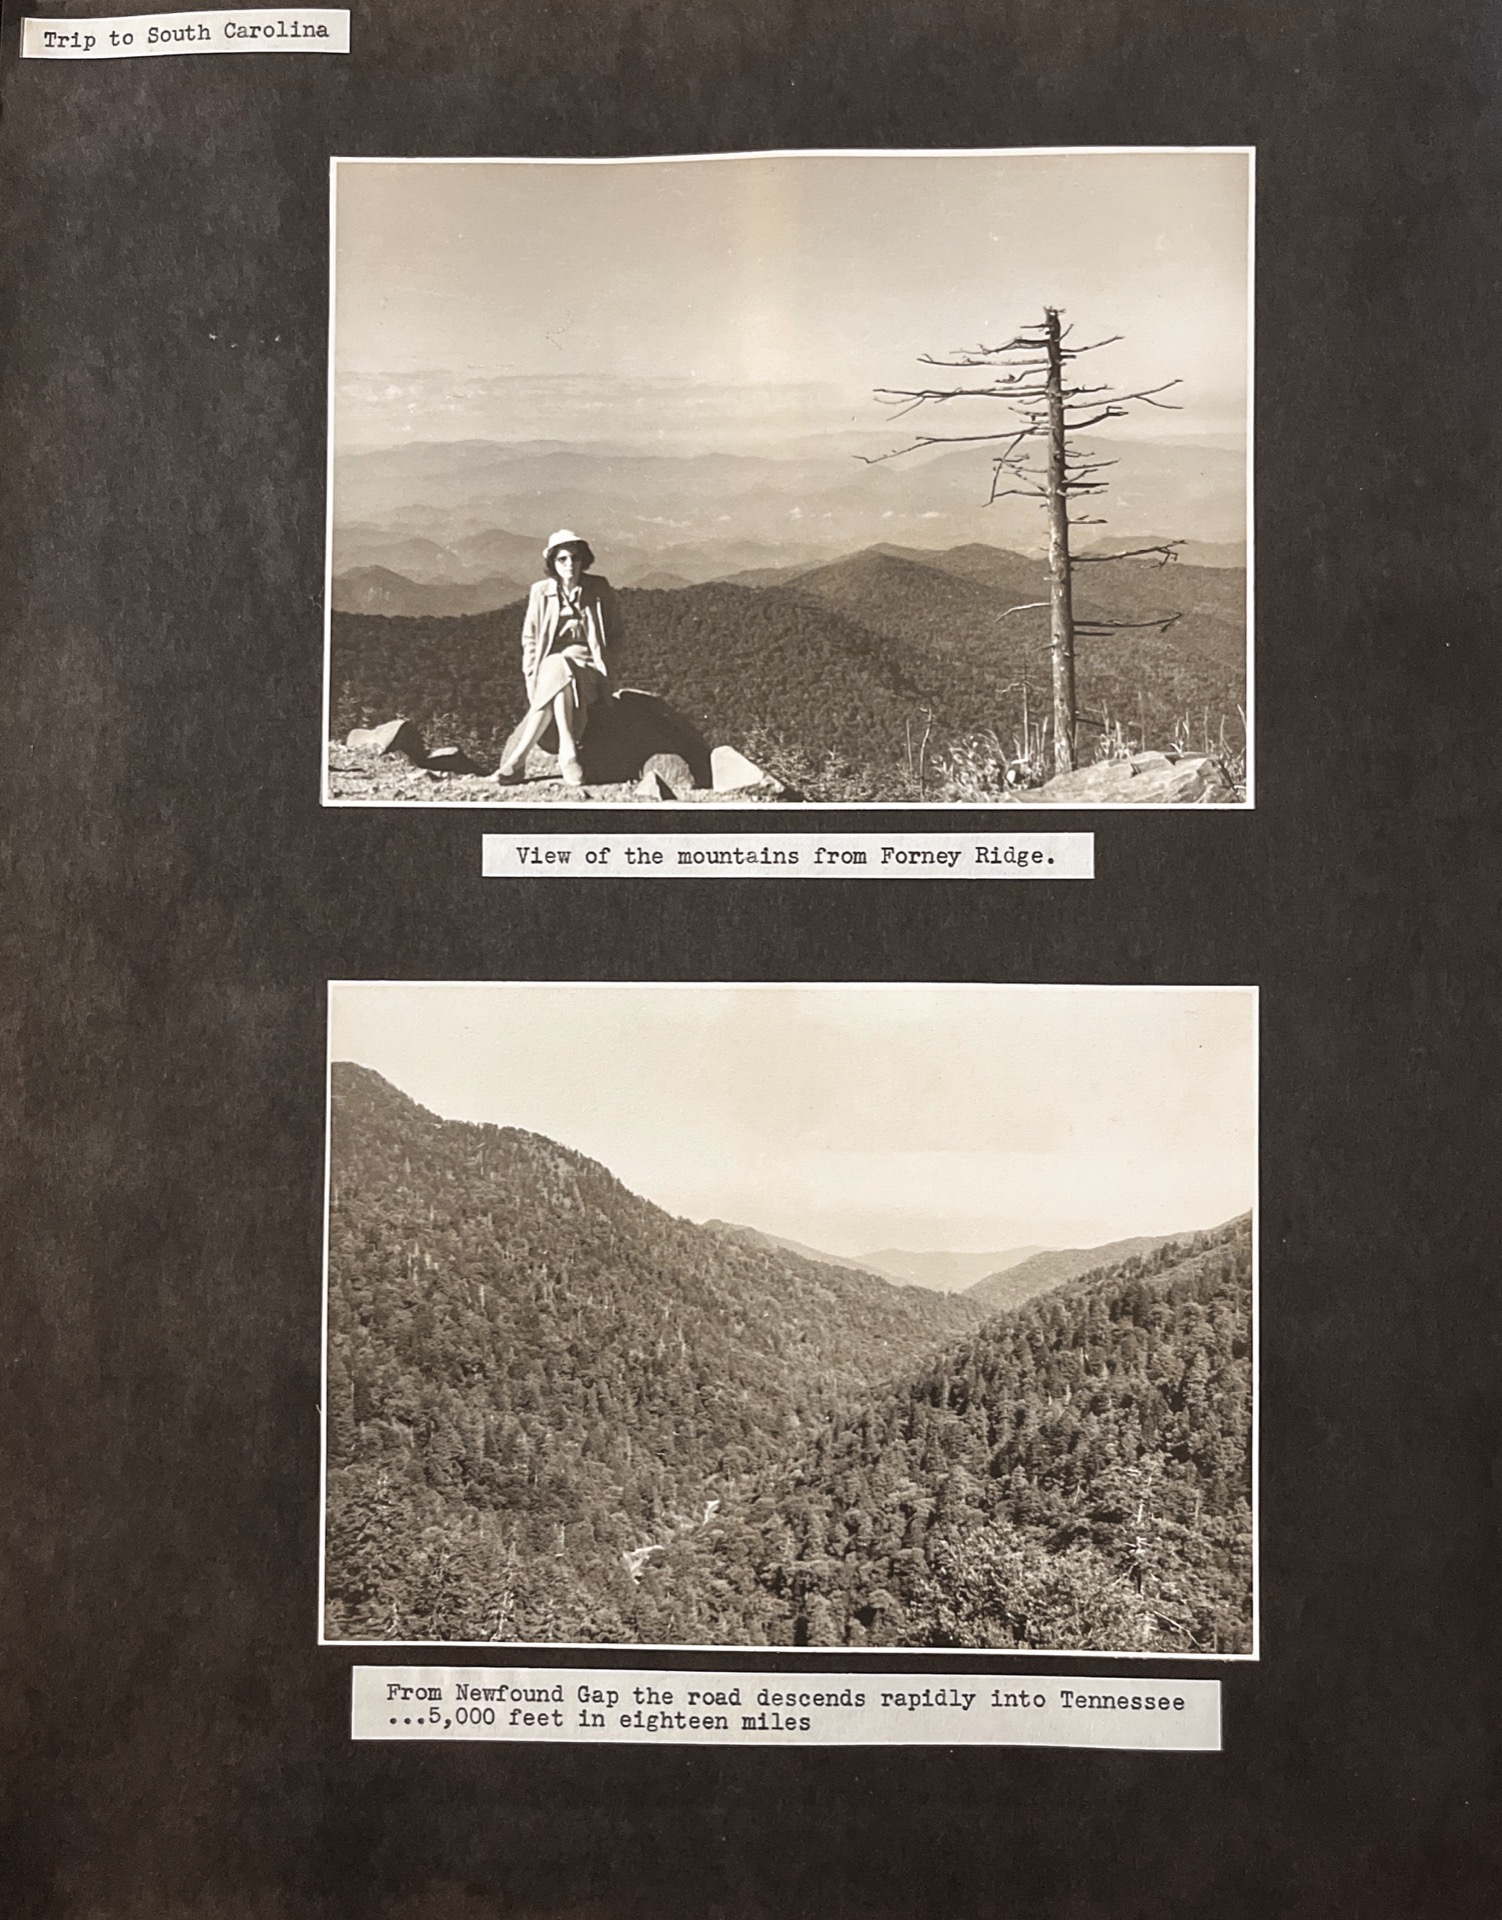 Trip to South Carolina
View of the mountains from Forney Ridge.
From Newfound Gap the road descends rapidly into Tennessee
...5,000 feet in eighteen miles